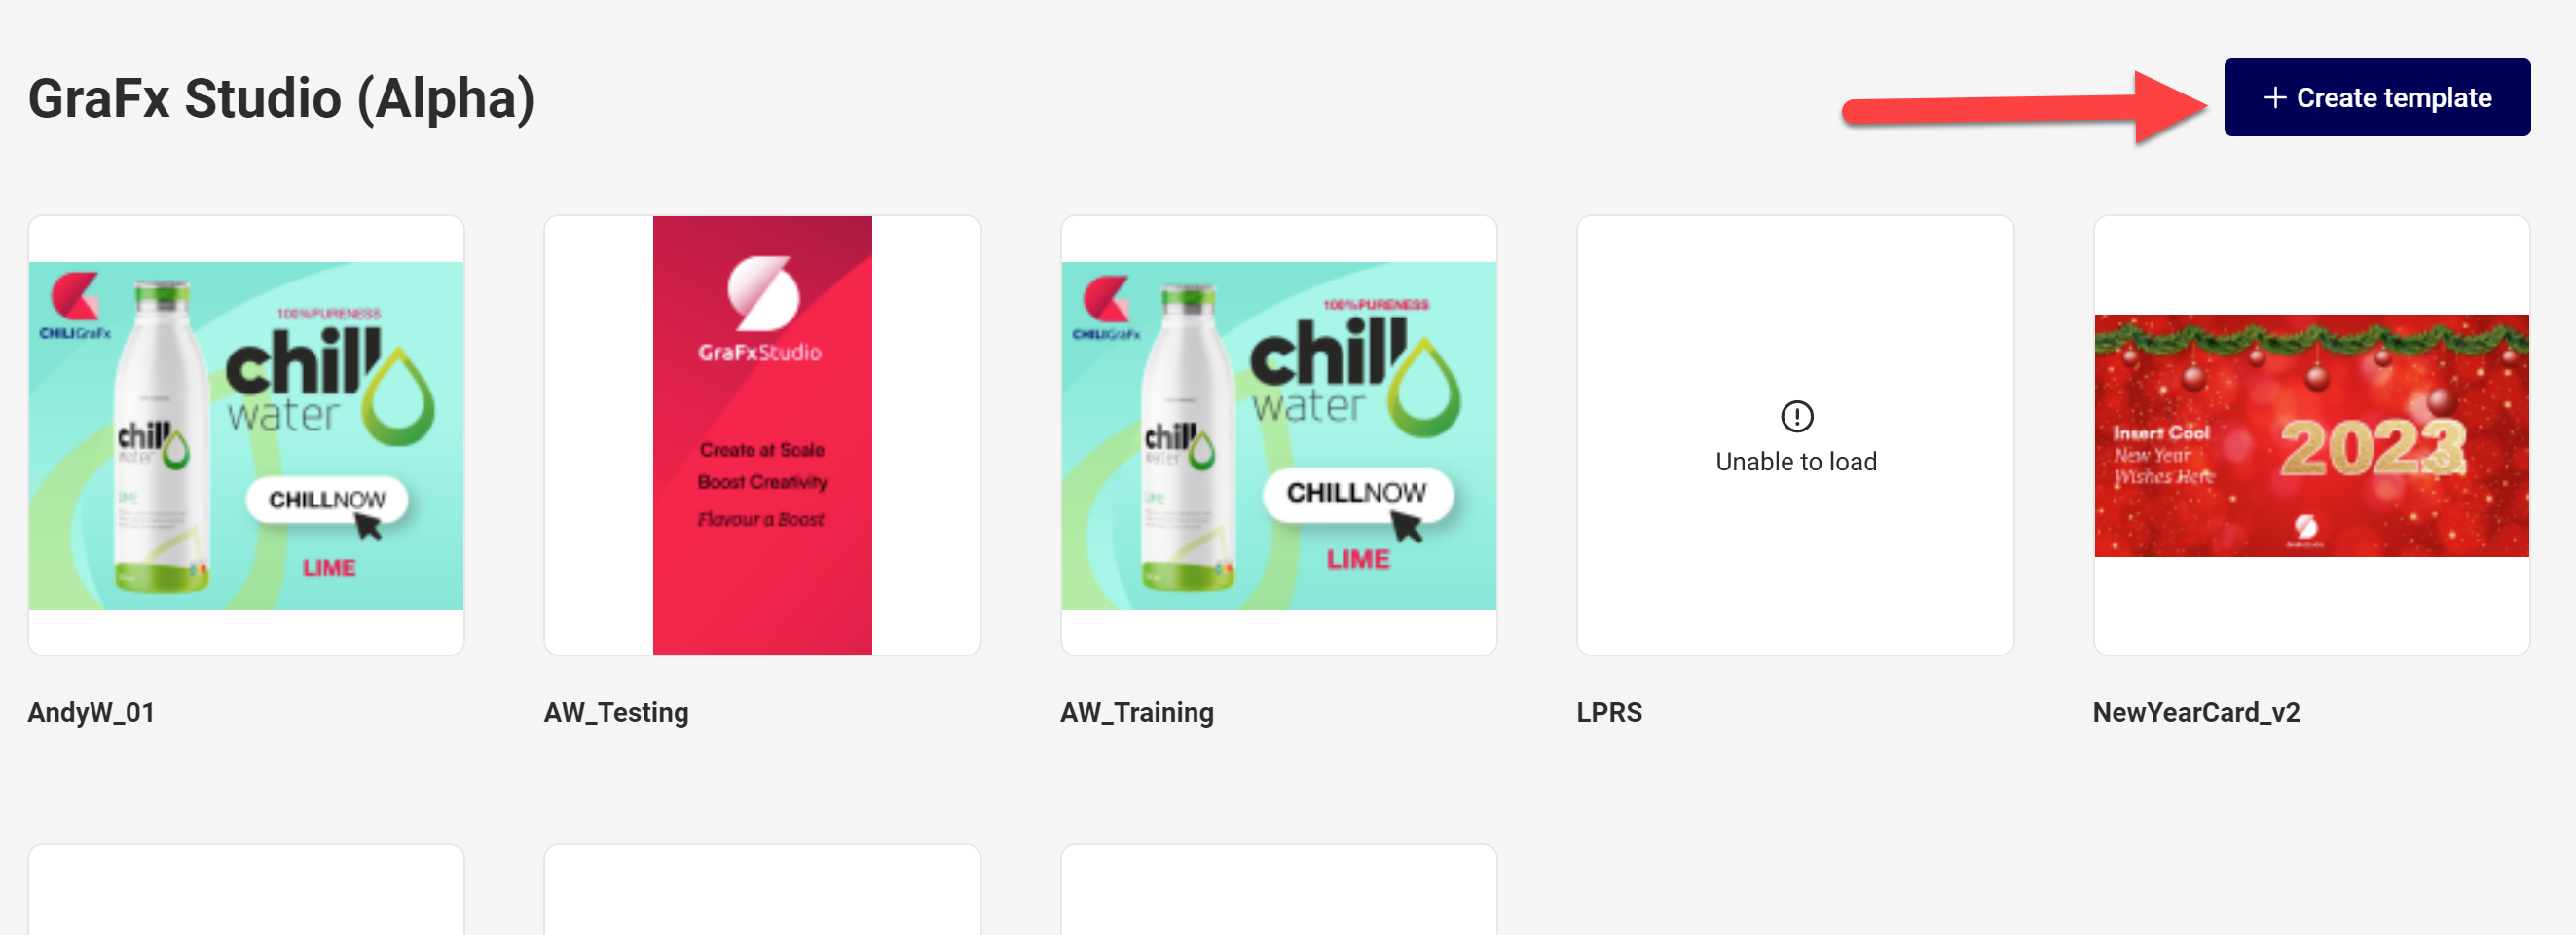 GraFx Studio (Alpha)
+ Create template
CHILIGraFx
100%PURENESS
chill
water
chill
water
LIME
CHILLNOW
LIME
GraFxStudio
Create at Scale
Boost Creativity
Flavour a Boost
CHILIGraFx
100%PURENESS
chill
water
chill
water
LIME
CHILLNOW
LIME
Unable to load
Insert Cool
New Year
Wishes Here
2023
AndyW_01
AW_Testing
AW_Training
LPRS
NewYearCard_v2